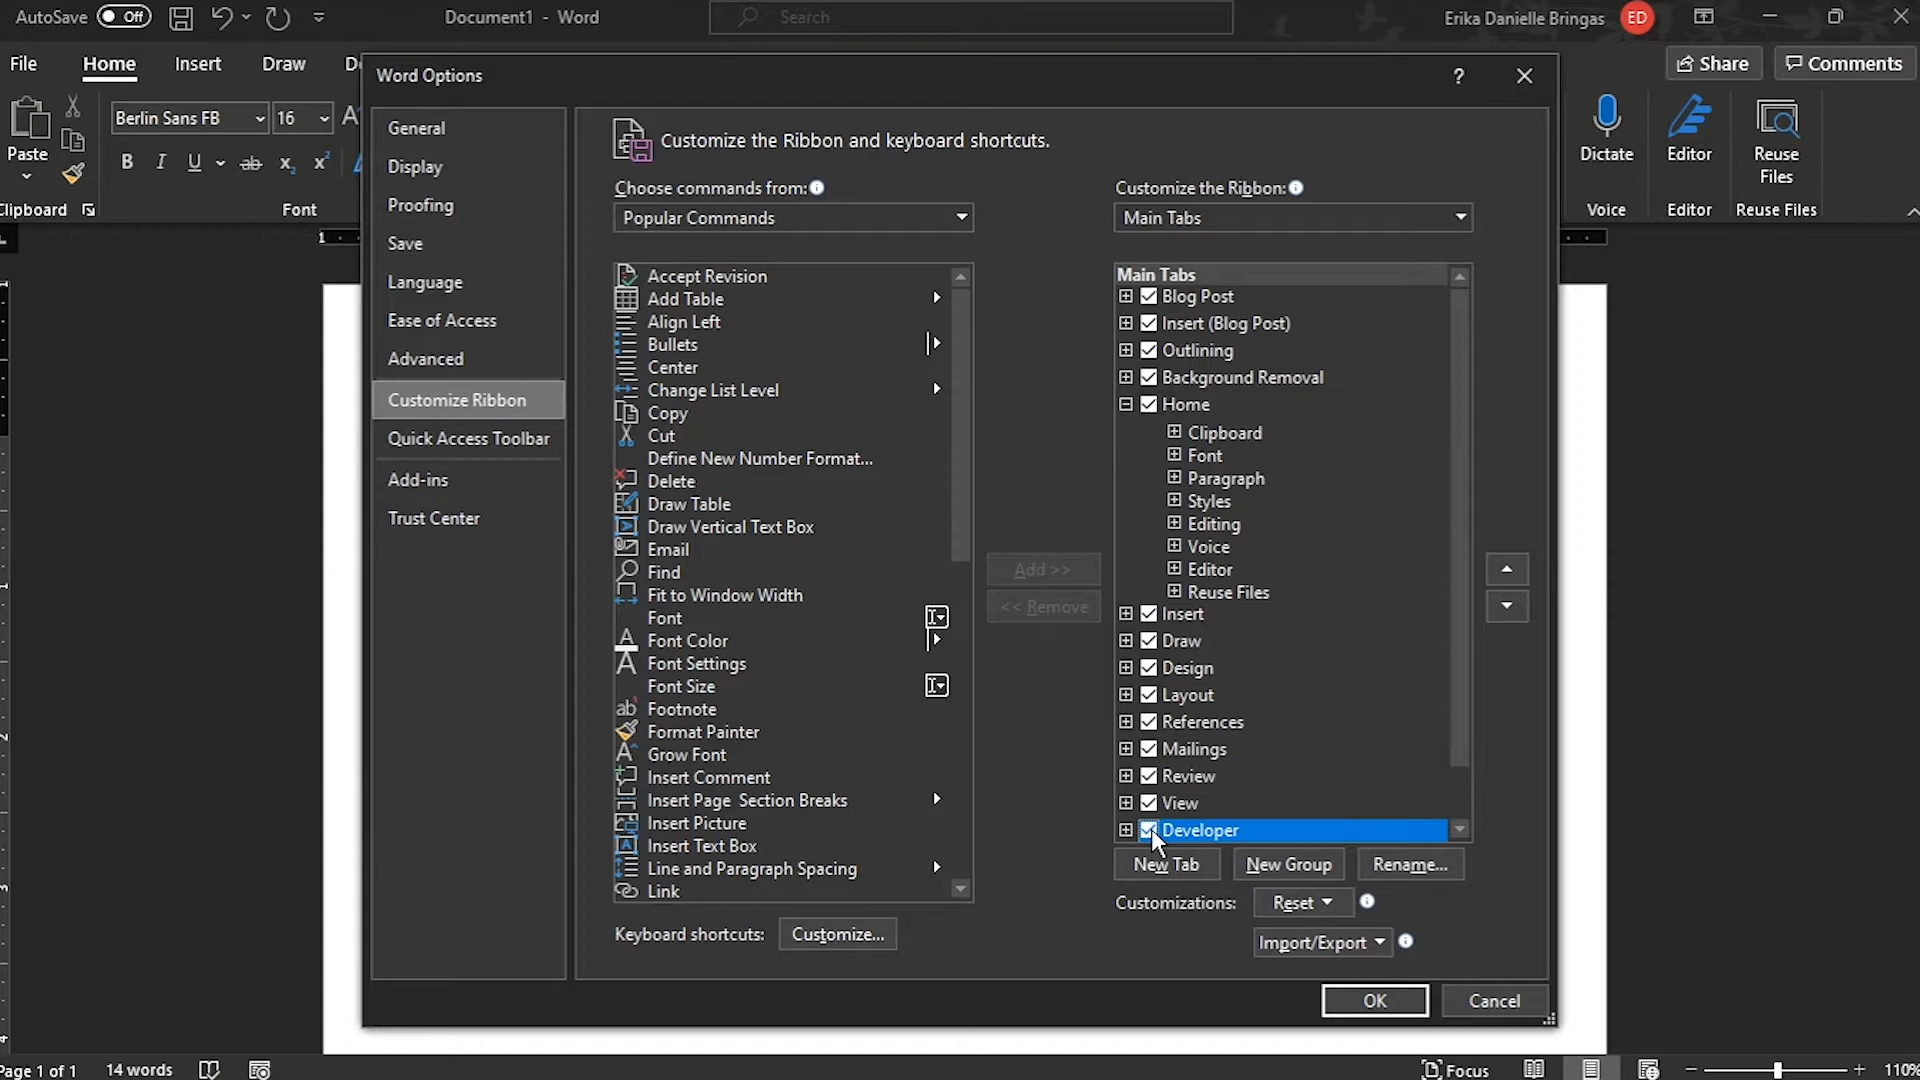 AutoSave Off
Document1 - Word
Search
Erika Danielle Bringas ED
File Home Insert Draw
Share Comments
Word Options
?
Berlin Sans FB 16
Paste
B I U ab x₂ x²
Clipboard Font
Dictate Editor Reuse Files
Voice Editor Reuse Files
General
Display
Proofing
Save
Language
Ease of Access
Advanced
Customize Ribbon
Quick Access Toolbar
Add-ins
Trust Center
Customize the Ribbon and keyboard shortcuts.
Choose commands from:
Popular Commands
Accept Revision
Add Table
Align Left
Bullets
Center
Change List Level
Copy
Cut
Define New Number Format...
Delete
Draw Table
Draw Vertical Text Box
Email
Find
Fit to Window Width
Font
Font Color
Font Settings
Font Size
Footnote
Format Painter
Grow Font
Insert Comment
Insert Page Section Breaks
Insert Picture
Insert Text Box
Line and Paragraph Spacing
Link
Keyboard shortcuts: Customize...
Add >>
<< Remove
Customize the Ribbon:
Main Tabs
Main Tabs
Blog Post
Insert (Blog Post)
Outlining
Background Removal
Home
Clipboard
Font
Paragraph
Styles
Editing
Voice
Editor
Reuse Files
Insert
Draw
Design
Layout
References
Mailings
Review
View
Developer
New Tab New Group Rename...
Customizations: Reset
Import/Export
OK Cancel
Page 1 of 1 14 words
Focus
110%